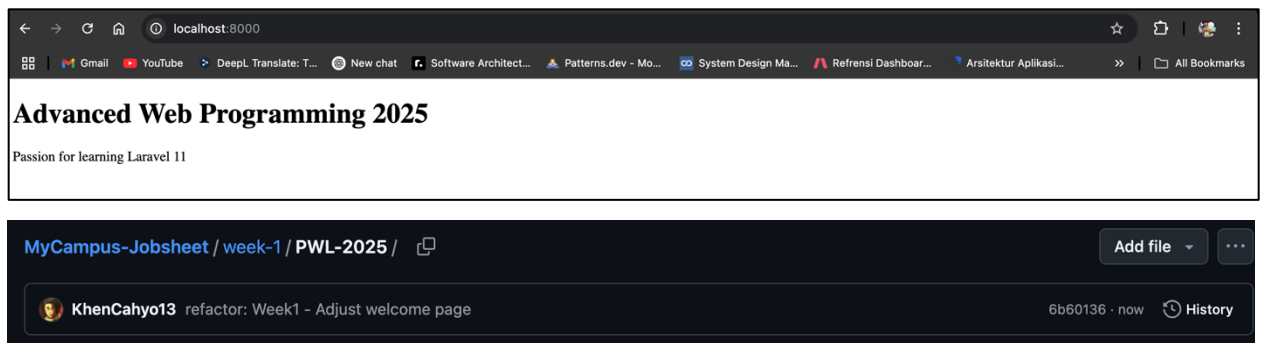 localhost:8000
Gmail YouTube DeepL Translate: T... New chat Software Architect... Patterns.dev - Mo... System Design Ma... Refrensi Dashboar... Arsitektur Aplikasi... » All Bookmarks
Advanced Web Programming 2025
Passion for learning Laravel 11
MyCampus-Jobsheet / week-1 / PWL-2025 / Add file
KhenCahyo13 refactor: Week1 - Adjust welcome page 6b60136 · now History